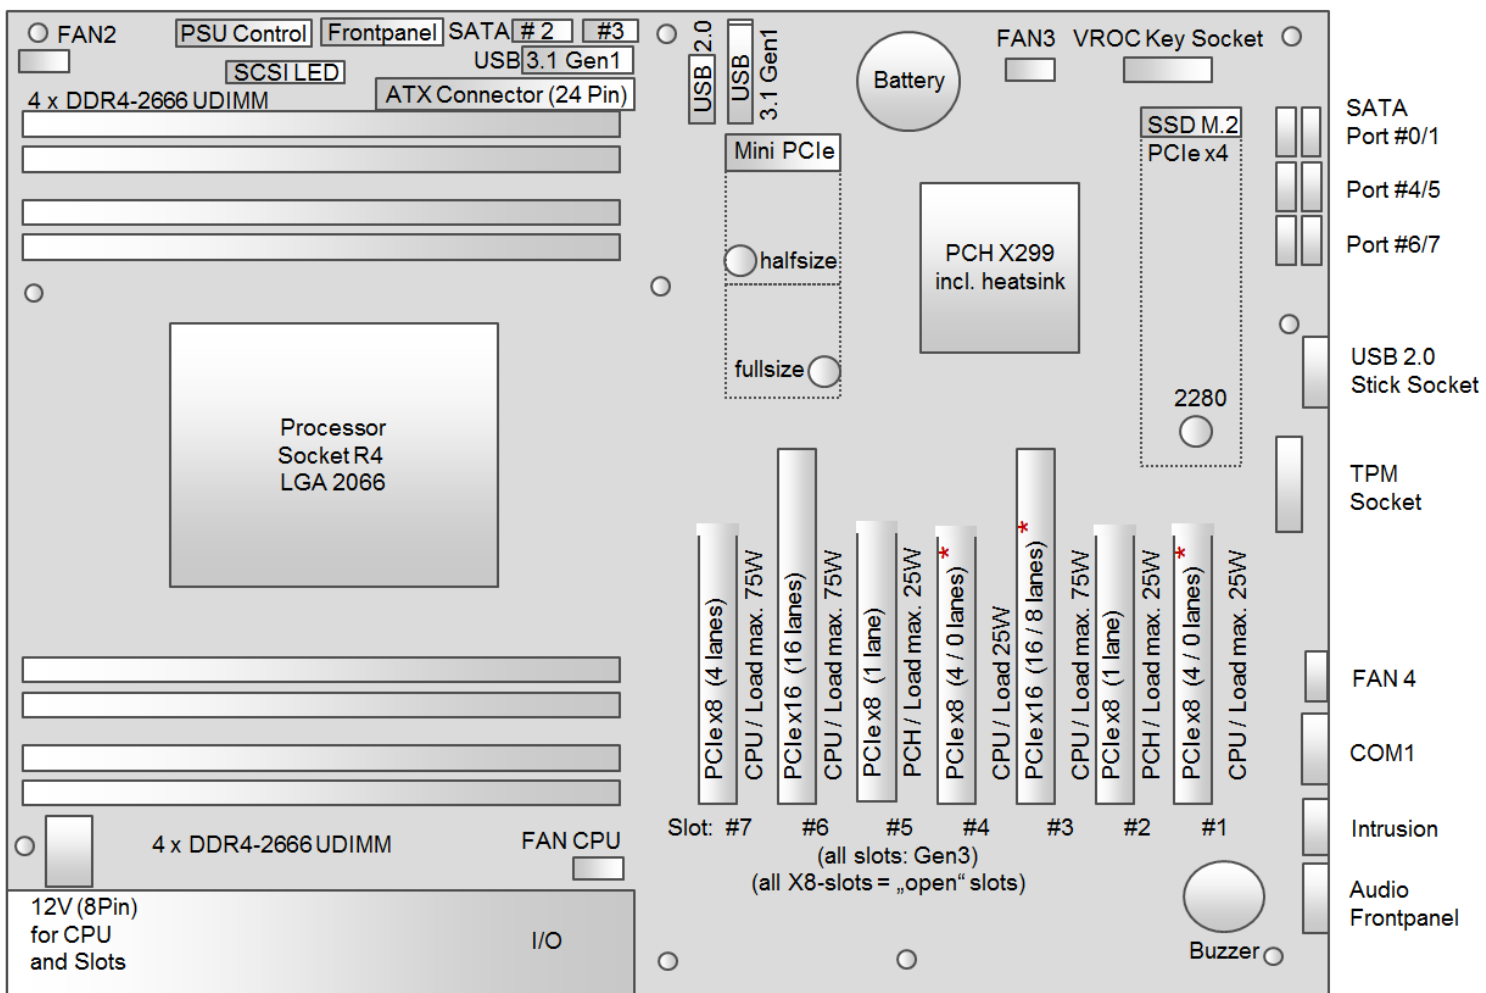 FAN2
PSU Control
Frontpanel
SATA # 2 #3
USB 3.1 Gen1
SCSI LED
ATX Connector (24 Pin)
4 x DDR4-2666 UDIMM
USB 2.0
USB
3.1 Gen1
Battery
FAN3
VROC Key Socket
Mini PCIe
halfsize
fullsize
PCH X299
incl. heatsink
SSD M.2
PCIe x4
2280
SATA
Port #0/1
Port #4/5
Port #6/7
USB 2.0
Stick Socket
TPM
Socket
Processor
Socket R4
LGA 2066
PCIe x8 (4 lanes)
CPU / Load max. 75W
PCIe x16 (16 lanes)
CPU / Load max. 75W
PCIe x8 (1 lane)
PCH / Load max. 25W
PCIe x8 (4 / 0 lanes) *
CPU / Load 25W
PCIe x16 (16 / 8 lanes) *
CPU / Load max. 75W
PCIe x8 (1 lane)
PCH / Load max. 25W
PCIe x8 (4 / 0 lanes) *
CPU / Load max. 25W
Slot: #7 #6 #5 #4 #3 #2 #1
(all slots: Gen3)
(all X8-slots = „open“ slots)
FAN 4
COM1
Intrusion
Audio
Frontpanel
Buzzer
4 x DDR4-2666 UDIMM
FAN CPU
12V (8Pin)
for CPU
and Slots
I/O